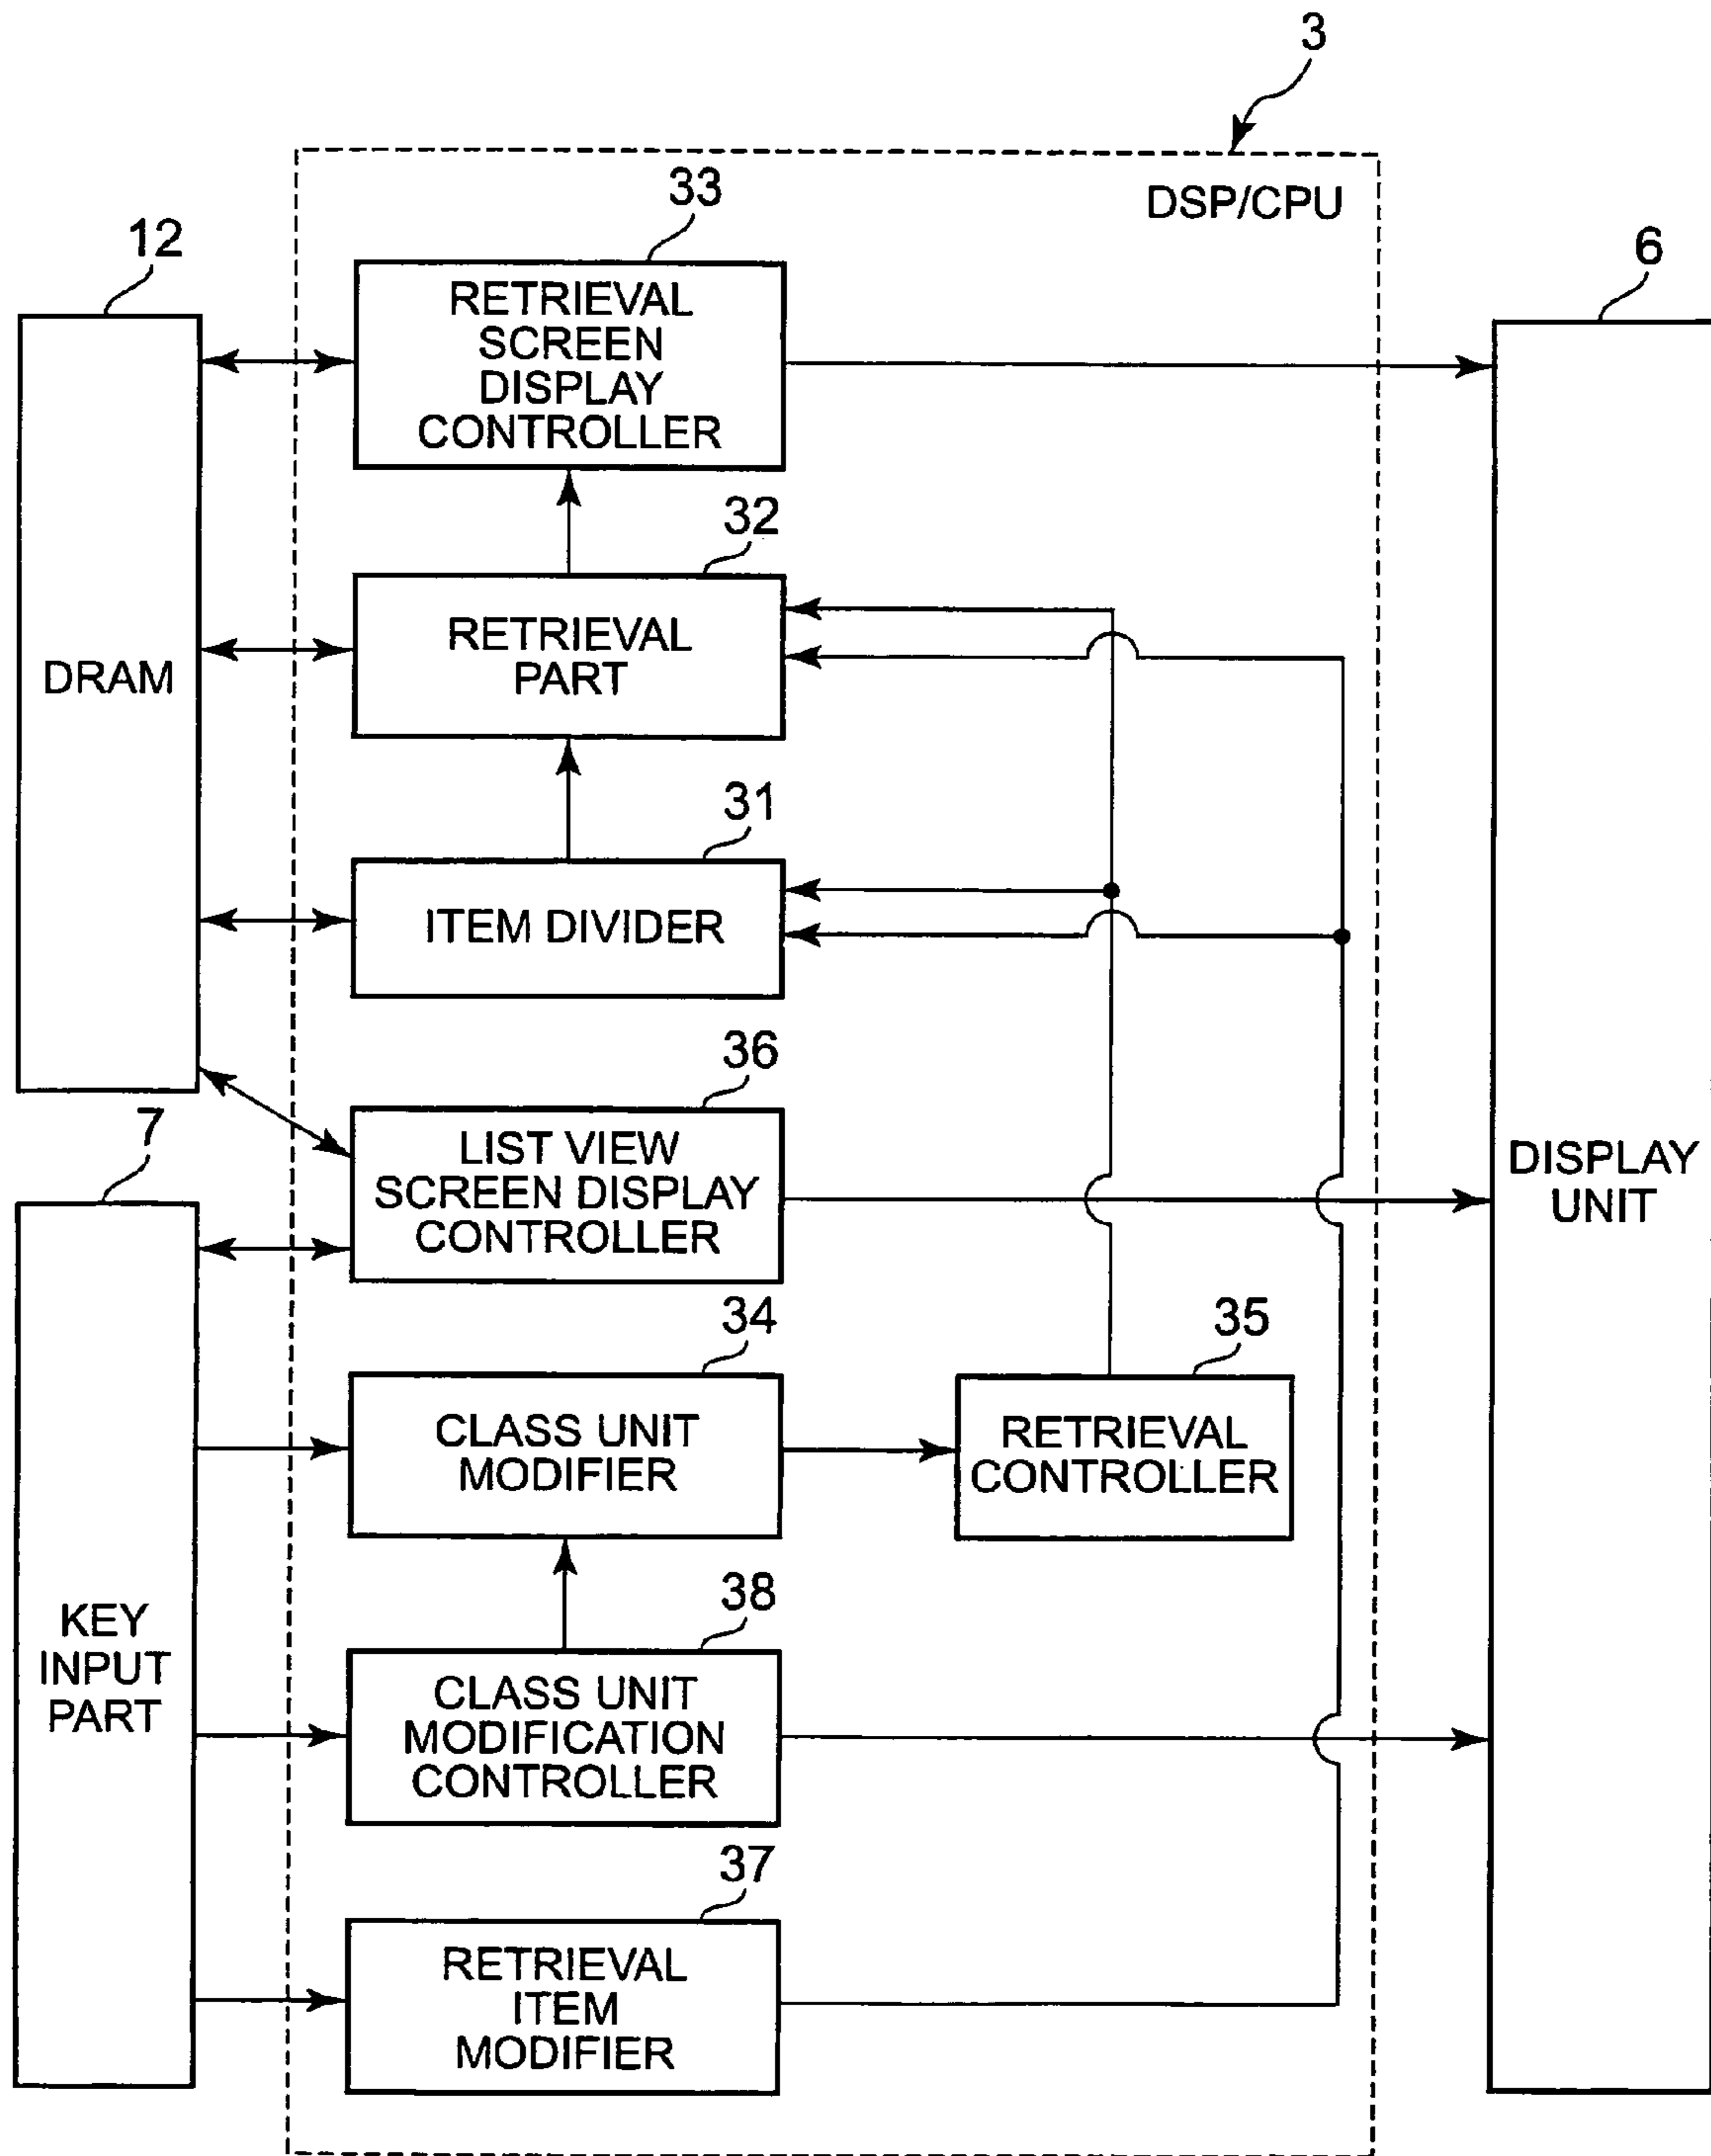 3
DSP/CPU
33
12
6
RETRIEVAL
SCREEN
DISPLAY
CONTROLLER
32
RETRIEVAL
PART
DRAM
31
ITEM DIVIDER
36
7
LIST VIEW
SCREEN DISPLAY
CONTROLLER
DISPLAY
UNIT
34
35
CLASS UNIT
MODIFIER
RETRIEVAL
CONTROLLER
38
KEY
INPUT
PART
CLASS UNIT
MODIFICATION
CONTROLLER
37
RETRIEVAL
ITEM
MODIFIER